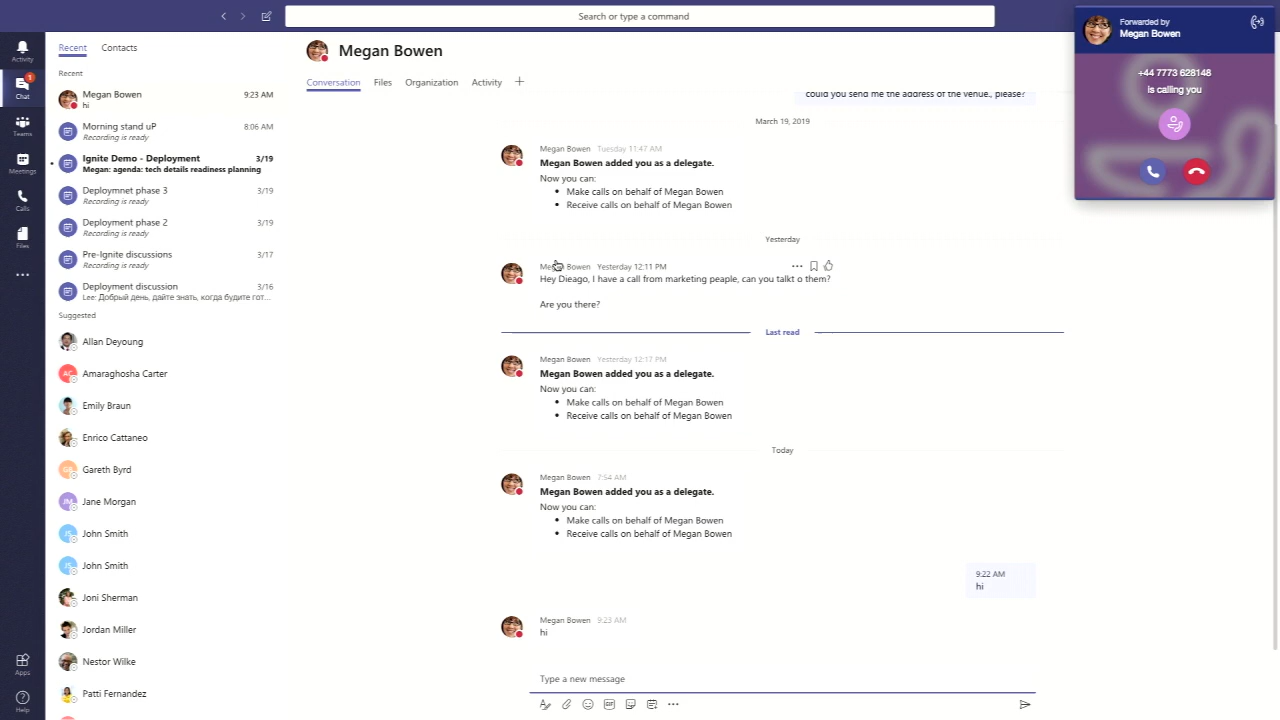 Search or type a command
Activity
1
Chat
Teams
Meetings
Calls
Files
Apps
Help
Recent
Contacts
Recent
Megan Bowen
9:23 AM
hi
Morning stand uP
8:06 AM
Recording is ready
Ignite Demo - Deployment
3/19
Megan: agenda: tech details readiness planning
Deploymnet phase 3
3/19
Recording is ready
Deployment phase 2
3/19
Recording is ready
Pre-Ignite discussions
3/17
Recording is ready
Deployment discussion
3/16
Lee: Добрый день, дайте знать, когда будите гот...
Suggested
Allan Deyoung
AC
Amaraghosha Carter
Emily Braun
Enrico Cattaneo
Gareth Byrd
JM
Jane Morgan
JS
John Smith
JS
John Smith
Joni Sherman
Jordan Miller
Nestor Wilke
Patti Fernandez
Megan Bowen
Conversation
Files
Organization
Activity
could you send me the address of the venue., please?
March 19, 2019
Megan Bowen Tuesday 11:47 AM
Megan Bowen added you as a delegate.
Now you can:
• Make calls on behalf of Megan Bowen
• Receive calls on behalf of Megan Bowen
Yesterday
Megan Bowen Yesterday 12:11 PM
Hey Dieago, I have a call from marketing peaple, can you talkt o them?
Are you there?
Last read
Megan Bowen Yesterday 12:17 PM
Megan Bowen added you as a delegate.
Now you can:
• Make calls on behalf of Megan Bowen
• Receive calls on behalf of Megan Bowen
Today
Megan Bowen 7:54 AM
Megan Bowen added you as a delegate.
Now you can:
• Make calls on behalf of Megan Bowen
• Receive calls on behalf of Megan Bowen
9:22 AM
hi
Megan Bowen 9:23 AM
hi
Type a new message
GIF
Forwarded by
Megan Bowen
+44 7773 628148
is calling you